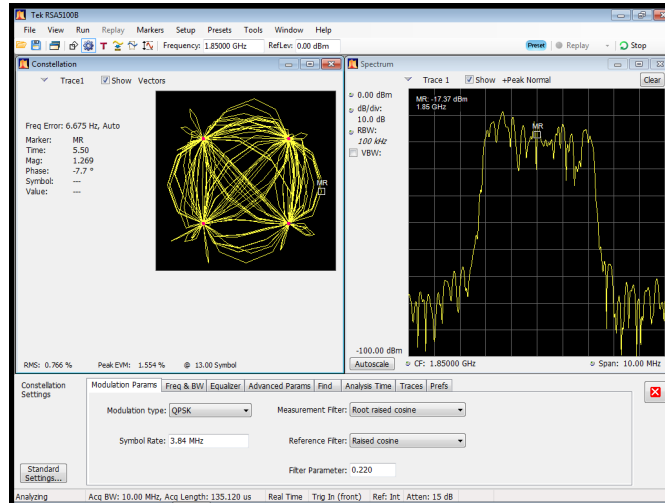 Tek RSA5100B
File View Run Replay Markers Setup Presets Tools Window Help
Frequency: 1.85000 GHz RefLev: 0.00 dBm Preset Replay Stop
Constellation
Trace1 Show Vectors
Freq Error: 6.675 Hz, Auto
Marker: MR
Time: 5.50
Mag: 1.269
Phase: -7.7 °
Symbol: ---
Value: ---
MR
RMS: 0.766 % Peak EVM: 1.554 % @ 13.00 Symbol
Spectrum
Trace 1 Show +Peak Normal Clear
0.00 dBm
dB/div:
10.0 dB
RBW:
100 kHz
VBW:
MR: -17.37 dBm
1.85 GHz
MR
-100.00 dBm
Autoscale CF: 1.85000 GHz Span: 10.00 MHz
Constellation
Settings
Modulation Params Freq & BW Equalizer Advanced Params Find Analysis Time Traces Prefs
Modulation type: QPSK Measurement Filter: Root raised cosine
Symbol Rate: 3.84 MHz Reference Filter: Raised cosine
Filter Parameter: 0.220
Standard
Settings...
Analyzing Acq BW: 10.00 MHz, Acq Length: 135.120 us Real Time Trig In (front) Ref: Int Atten: 15 dB